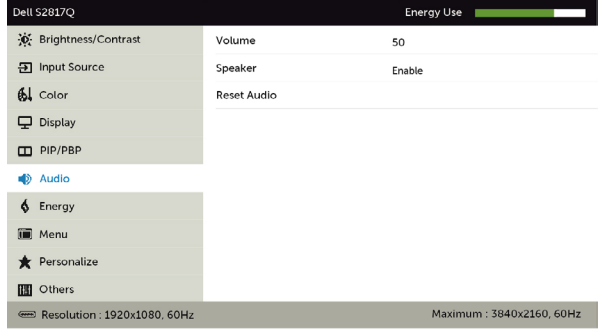 Dell S2817Q Energy Use
Brightness/Contrast Volume 50
Input Source Speaker Enable
Color Reset Audio
Display
PIP/PBP
Audio
Energy
Menu
Personalize
Others
Resolution : 1920x1080, 60Hz Maximum : 3840x2160, 60Hz